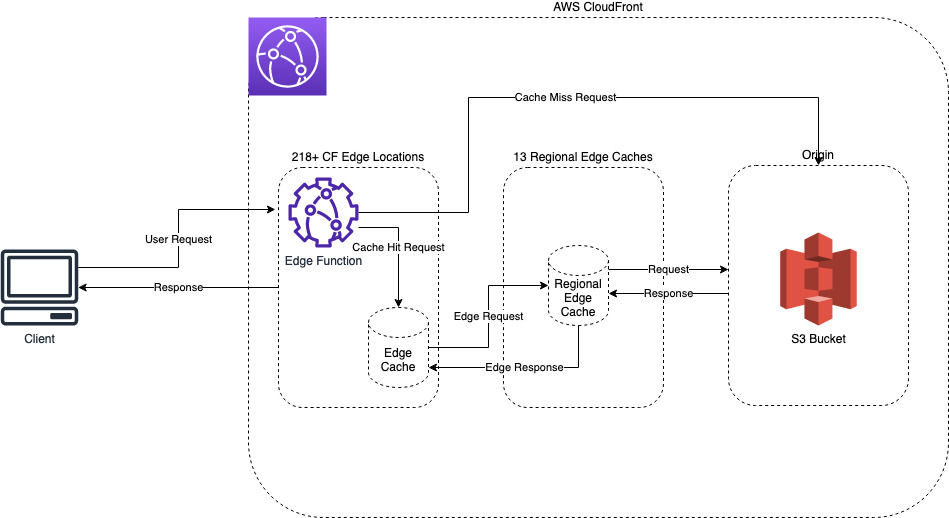 AWS CloudFront
Cache Miss Request
218+ CF Edge Locations
13 Regional Edge Caches
Origin
User Request
Cache Hit Request
Edge Function
Request
Response
Regional
Edge
Cache
Response
Edge Request
Client
S3 Bucket
Edge
Cache
Edge Response